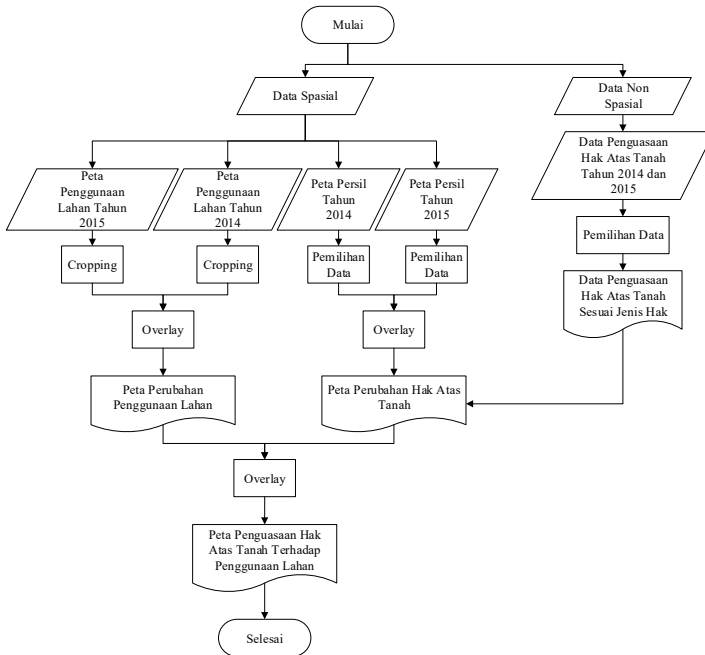 Mulai
Data Spasial
Data Non
Spasial
Peta
Penggunaan
Lahan Tahun
2015
Peta
Penggunaan
Lahan Tahun
2014
Peta Persil
Tahun
2014
Peta Persil
Tahun
2015
Data Penguasaan
Hak Atas Tanah
Tahun 2014 dan
2015
Cropping
Cropping
Pemilihan
Data
Pemilihan
Data
Pemilihan Data
Overlay
Overlay
Data Penguasaan
Hak Atas Tanah
Sesuai Jenis Hak
Peta Perubahan
Penggunaan Lahan
Peta Perubahan Hak Atas
Tanah
Overlay
Peta Penguasaan Hak
Atas Tanah Terhadap
Penggunaan Lahan
Selesai